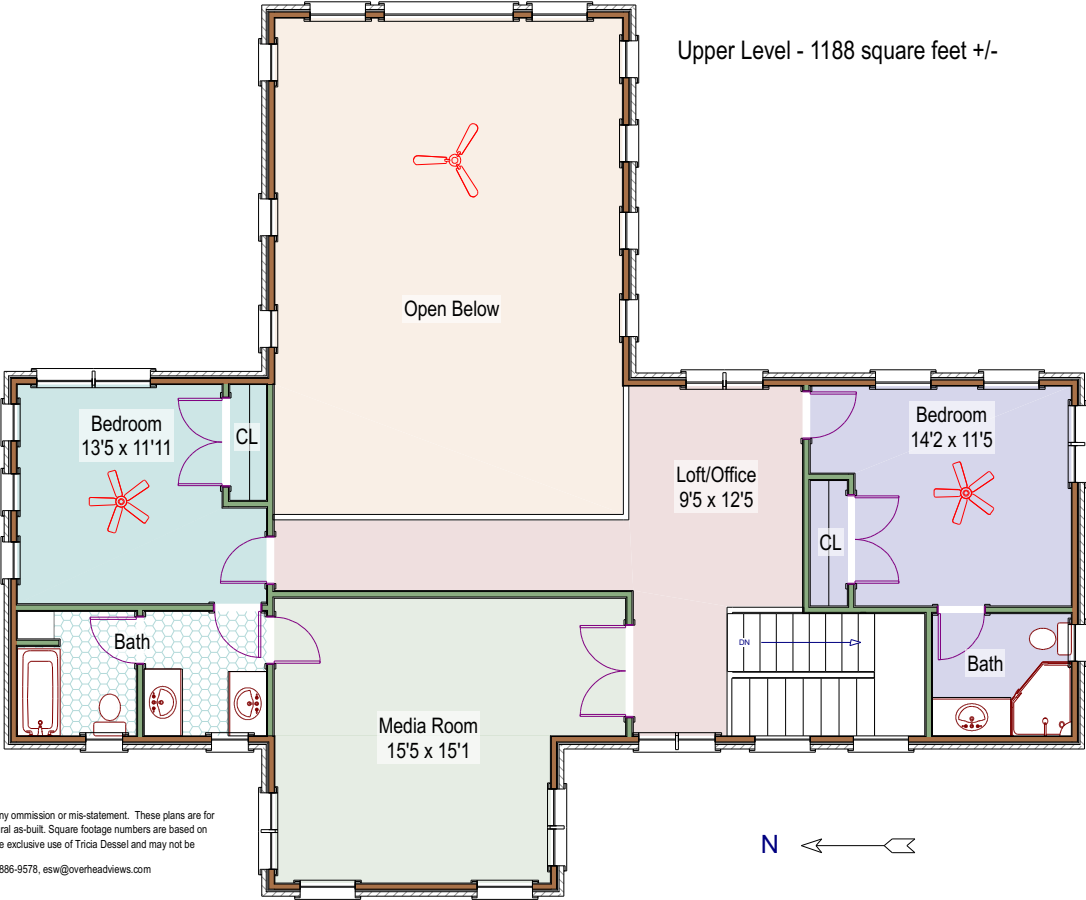 Upper Level - 1188 square feet +/-
Open Below
Bedroom
13'5 x 11'11
CL
Loft/Office
9'5 x 12'5
Bedroom
14'2 x 11'5
CL
Bath
DN
Bath
Media Room
15'5 x 15'1
ny ommission or mis-statement. These plans are for
ral as-built. Square footage numbers are based on
e exclusive use of Tricia Dessel and may not be
886-9578, esw@overheadviews.com
N